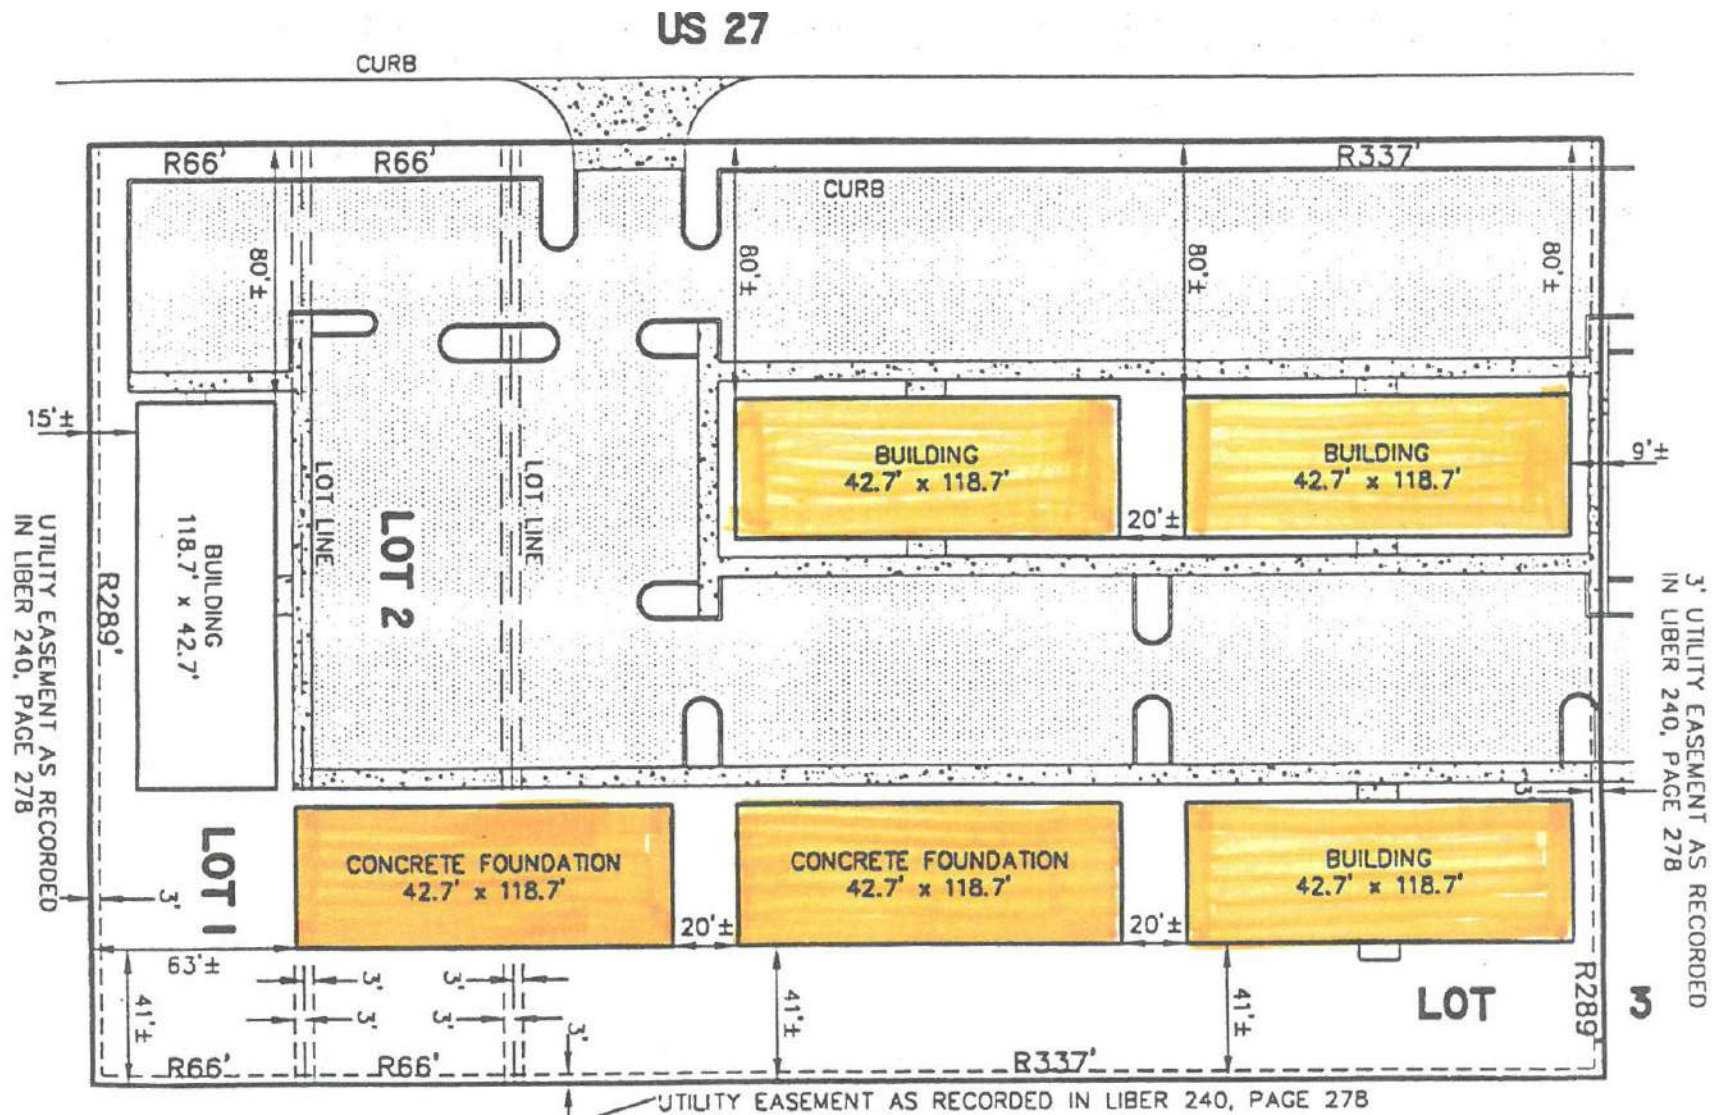 US 27
CURB
R66'
R66'
R337'
CURB
80'±
80'±
80'±
80'±
15'±
9'±
BUILDING
42.7' x 118.7'
BUILDING
42.7' x 118.7'
20'±
LOT LINE
LOT LINE
LOT 2
BUILDING
118.7' x 42.7'
R289'
UTILITY EASEMENT AS RECORDED
IN LIBER 240, PAGE 278
3' UTILITY EASEMENT AS RECORDED
IN LIBER 240, PAGE 278
3'
LOT 1
3'
CONCRETE FOUNDATION
42.7' x 118.7'
CONCRETE FOUNDATION
42.7' x 118.7'
BUILDING
42.7' x 118.7'
20'±
20'±
63'±
41'±
3'
3'
3'
3'
3'
41'±
41'±
LOT 3
R289'
R66'
R66'
R337'
UTILITY EASEMENT AS RECORDED IN LIBER 240, PAGE 278